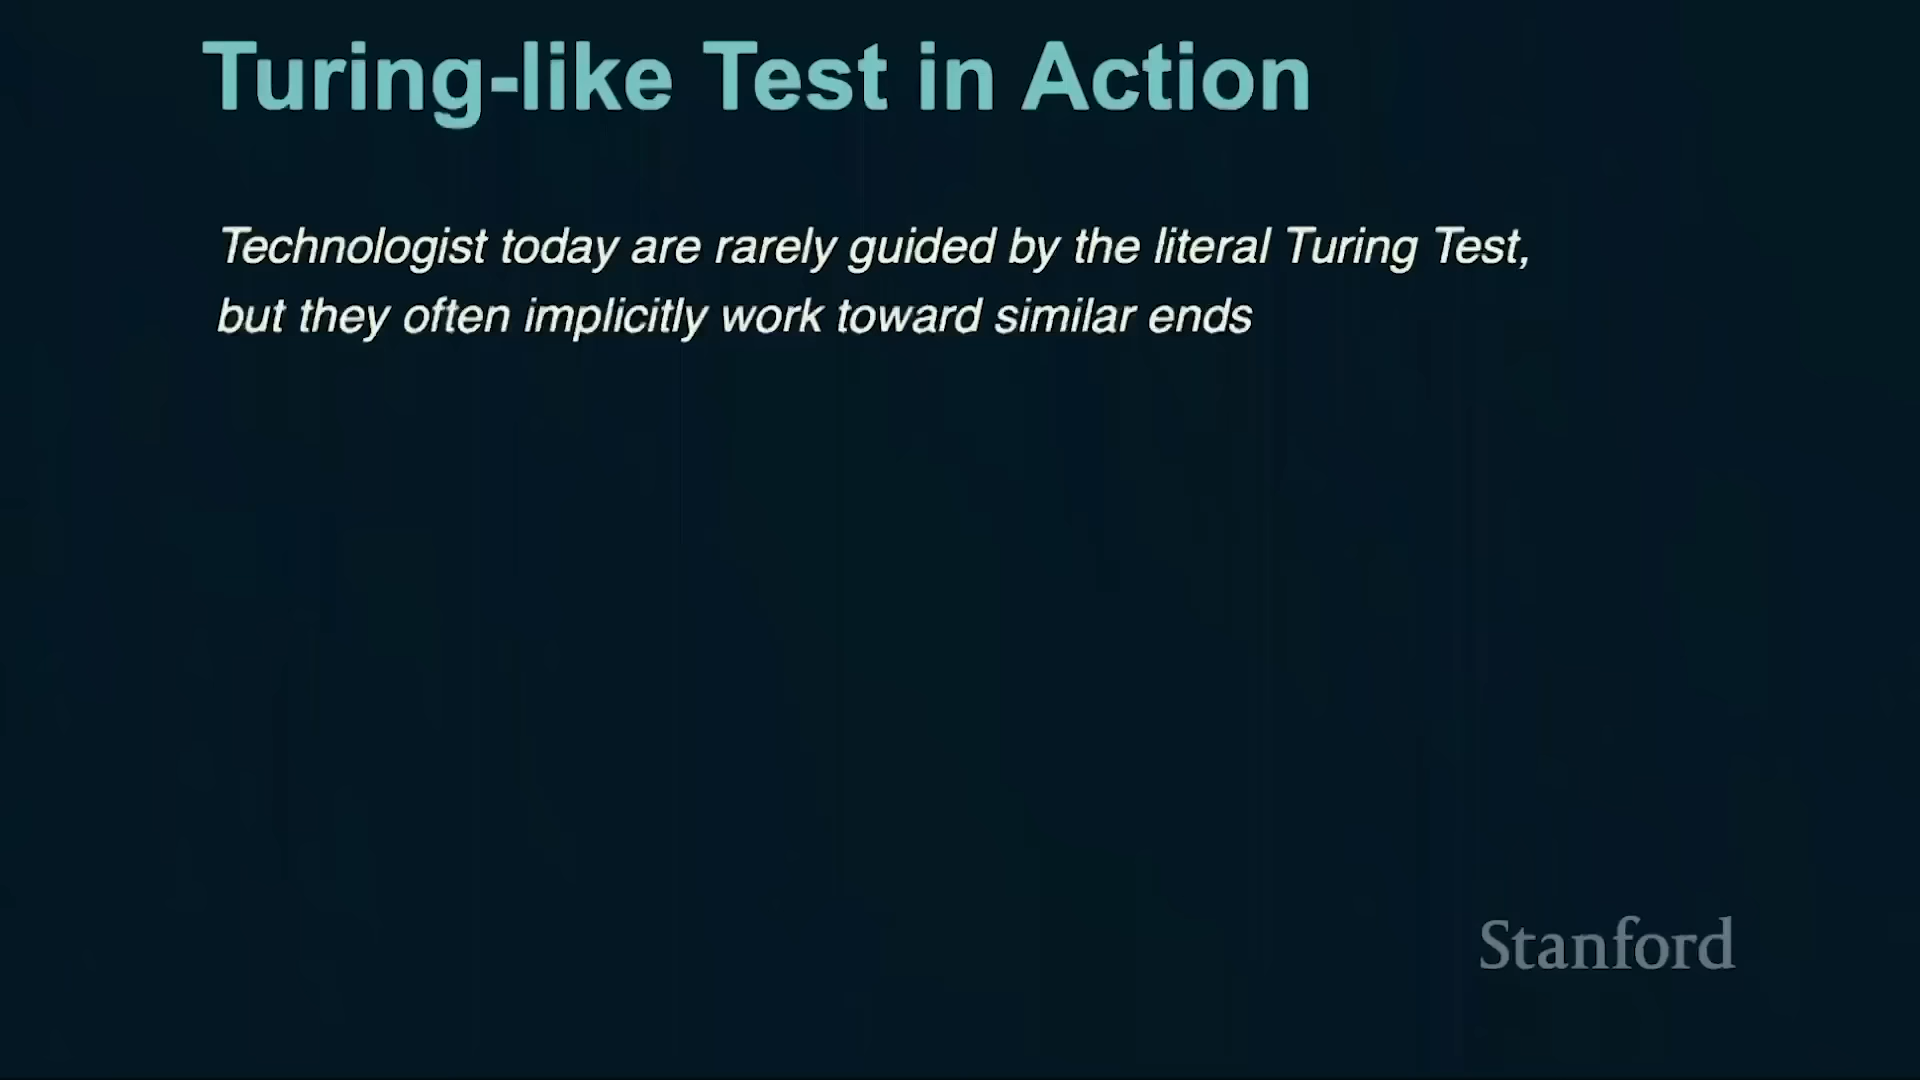 Turing-like Test in Action
Technologist today are rarely guided by the literal Turing Test,
but they often implicitly work toward similar ends
Stanford